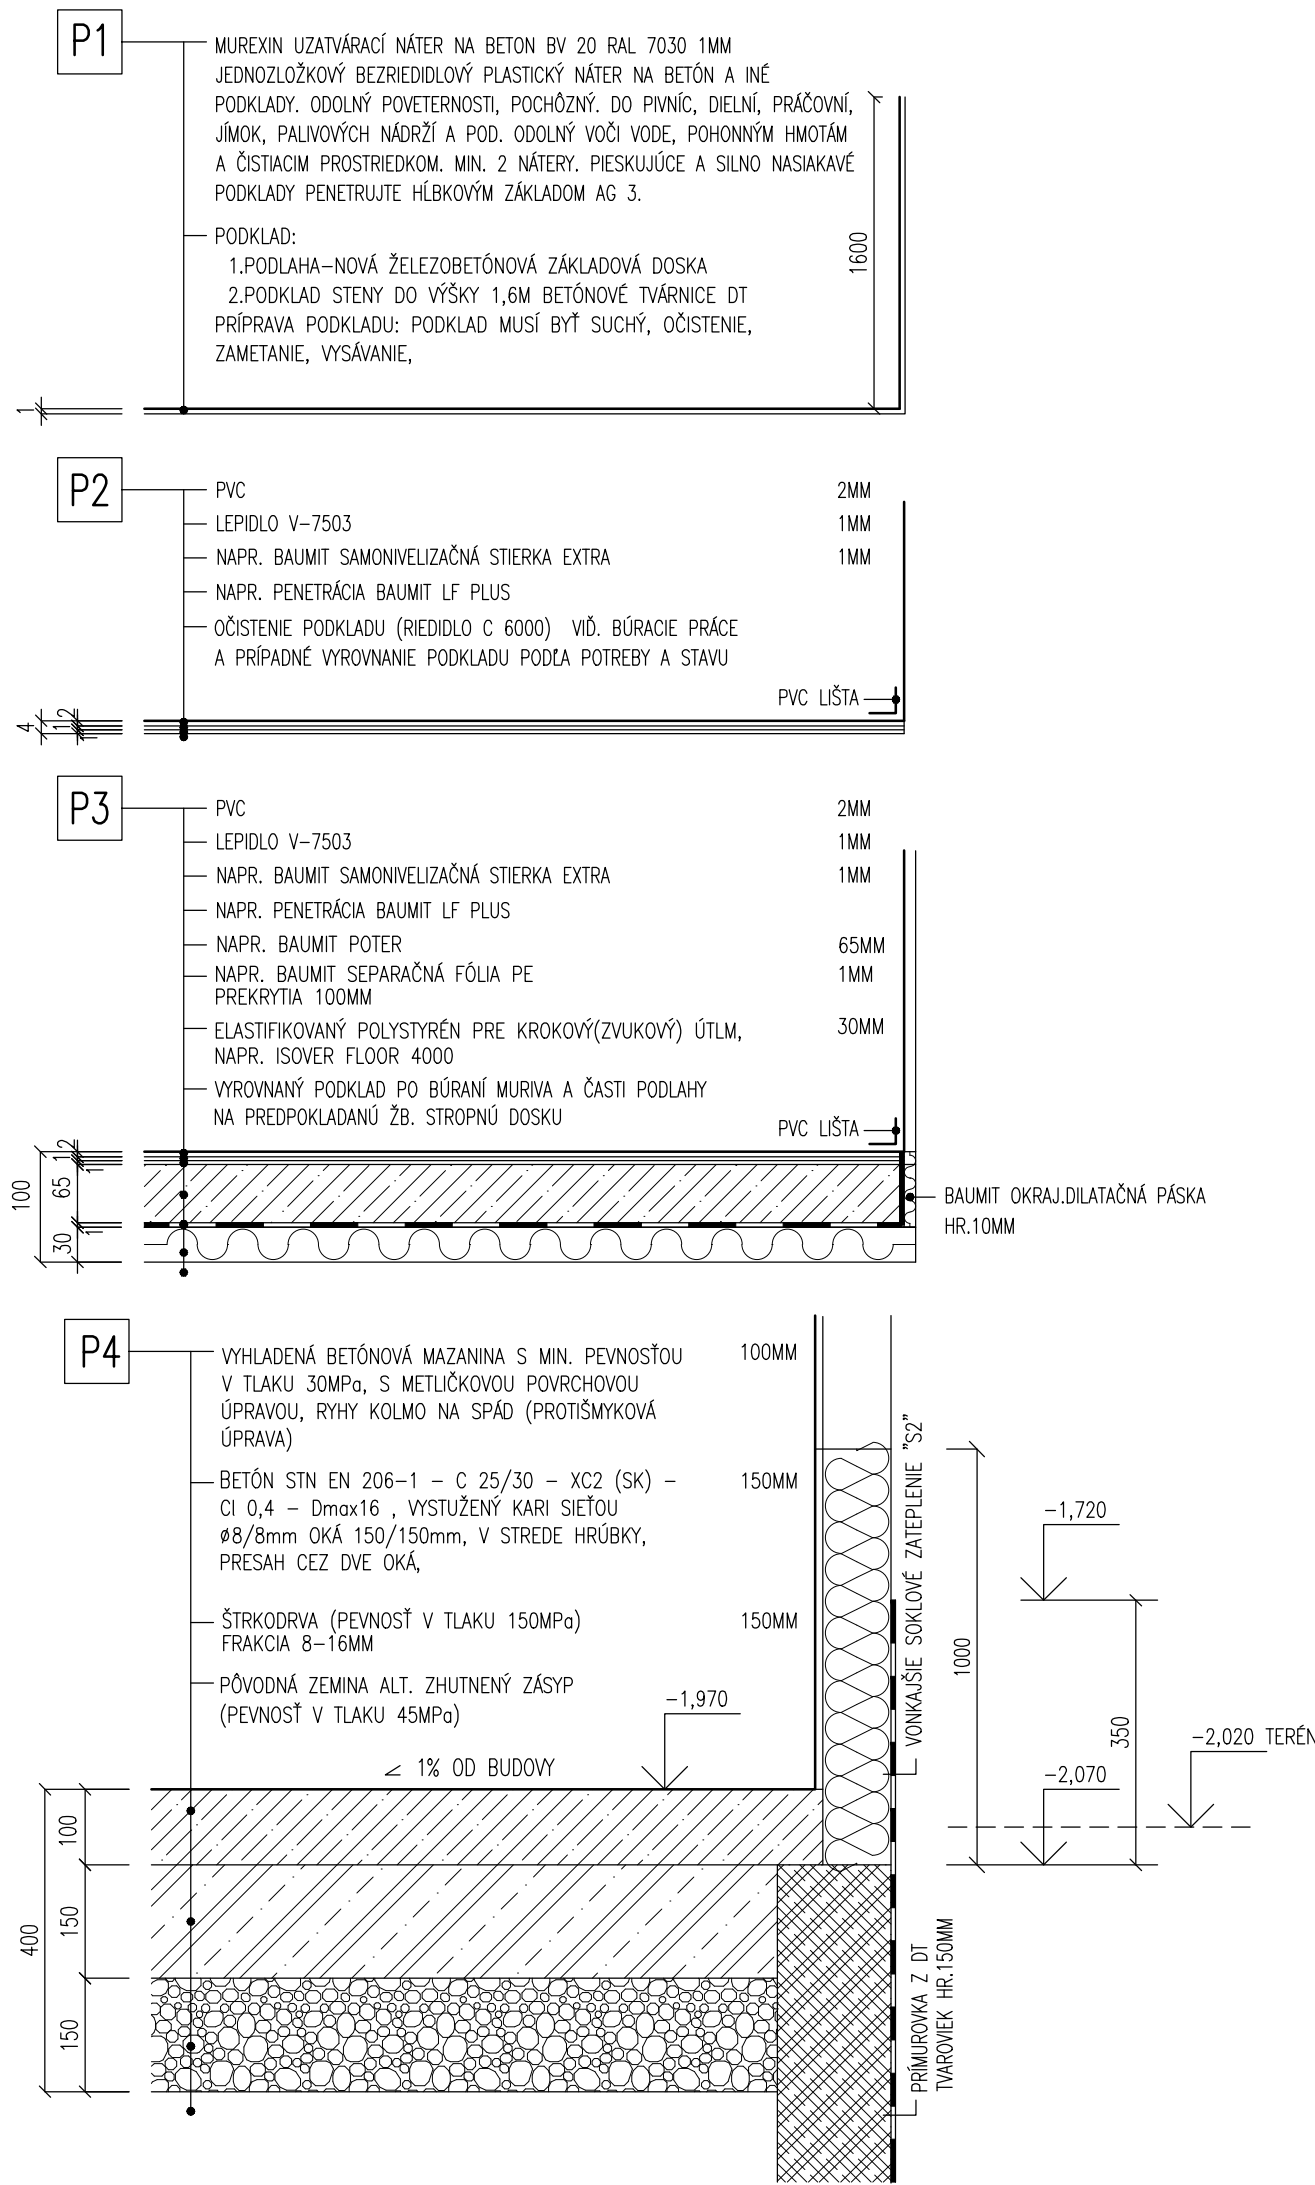 P1
MUREXIN UZATVÁRACÍ NÁTER NA BETON BV 20 RAL 7030 1MM
JEDNOZLOŽKOVÝ BEZRIEDIDLOVÝ PLASTICKÝ NÁTER NA BETÓN A INÉ
PODKLADY. ODOLNÝ POVETERNOSTI, POCHÔZNÝ. DO PIVNÍC, DIELNÍ, PRÁČOVNÍ,
JÍMOK, PALIVOVÝCH NÁDRŽÍ A POD. ODOLNÝ VOČI VODE, POHONNÝM HMOTÁM
A ČISTIACIM PROSTRIEDKOM. MIN. 2 NÁTERY. PIESKUJÚCE A SILNO NASIAKAVÉ
PODKLADY PENETRUJTE HĹBKOVÝM ZÁKLADOM AG 3.
PODKLAD:
1.PODLAHA-NOVÁ ŽELEZOBETÓNOVÁ ZÁKLADOVÁ DOSKA
2.PODKLAD STENY DO VÝŠKY 1,6M BETÓNOVÉ TVÁRNICE DT
PRÍPRAVA PODKLADU: PODKLAD MUSÍ BYŤ SUCHÝ, OČISTENIE,
ZAMETANIE, VYSÁVANIE,
1600
1
P2
PVC 2MM
LEPIDLO V-7503 1MM
NAPR. BAUMIT SAMONIVELIZAČNÁ STIERKA EXTRA 1MM
NAPR. PENETRÁCIA BAUMIT LF PLUS
OČISTENIE PODKLADU (RIEDIDLO C 6000) VIĎ. BÚRACIE PRÁCE
A PRÍPADNÉ VYROVNANIE PODKLADU PODĽA POTREBY A STAVU
PVC LIŠTA
4
2
1
1
P3
PVC 2MM
LEPIDLO V-7503 1MM
NAPR. BAUMIT SAMONIVELIZAČNÁ STIERKA EXTRA 1MM
NAPR. PENETRÁCIA BAUMIT LF PLUS
NAPR. BAUMIT POTER 65MM
NAPR. BAUMIT SEPARAČNÁ FÓLIA PE 1MM
PREKRYTIA 100MM
ELASTIFIKOVANÝ POLYSTYRÉN PRE KROKOVÝ(ZVUKOVÝ) ÚTLM, 30MM
NAPR. ISOVER FLOOR 4000
VYROVNANÝ PODKLAD PO BÚRANÍ MURIVA A ČASTI PODLAHY
NA PREDPOKLADANÚ ŽB. STROPNÚ DOSKU
PVC LIŠTA
100
2
1
1
65
1
30
BAUMIT OKRAJ.DILATAČNÁ PÁSKA
HR.10MM
P4
VYHLADENÁ BETÓNOVÁ MAZANINA S MIN. PEVNOSŤOU 100MM
V TLAKU 30MPa, S METLIČKOVOU POVRCHOVOU
ÚPRAVOU, RYHY KOLMO NA SPÁD (PROTIŠMYKOVÁ
ÚPRAVA)
BETÓN STN EN 206-1 - C 25/30 - XC2 (SK) - 150MM
CI 0,4 - Dmax16 , VYSTUŽENÝ KARI SIEŤOU
ø8/8mm OKÁ 150/150mm, V STREDE HRÚBKY,
PRESAH CEZ DVE OKÁ,
ŠTRKODRVA (PEVNOSŤ V TLAKU 150MPa) 150MM
FRAKCIA 8-16MM
PÔVODNÁ ZEMINA ALT. ZHUTNENÝ ZÁSYP
(PEVNOSŤ V TLAKU 45MPa)
-1,970
∠ 1% OD BUDOVY
VONKAJŠIE SOKLOVÉ ZATEPLENIE "S2"
1000
-1,720
350
-2,020 TERÉN
-2,070
400
100
150
150
PRÍMUROVKA Z DT
TVAROVIEK HR.150MM